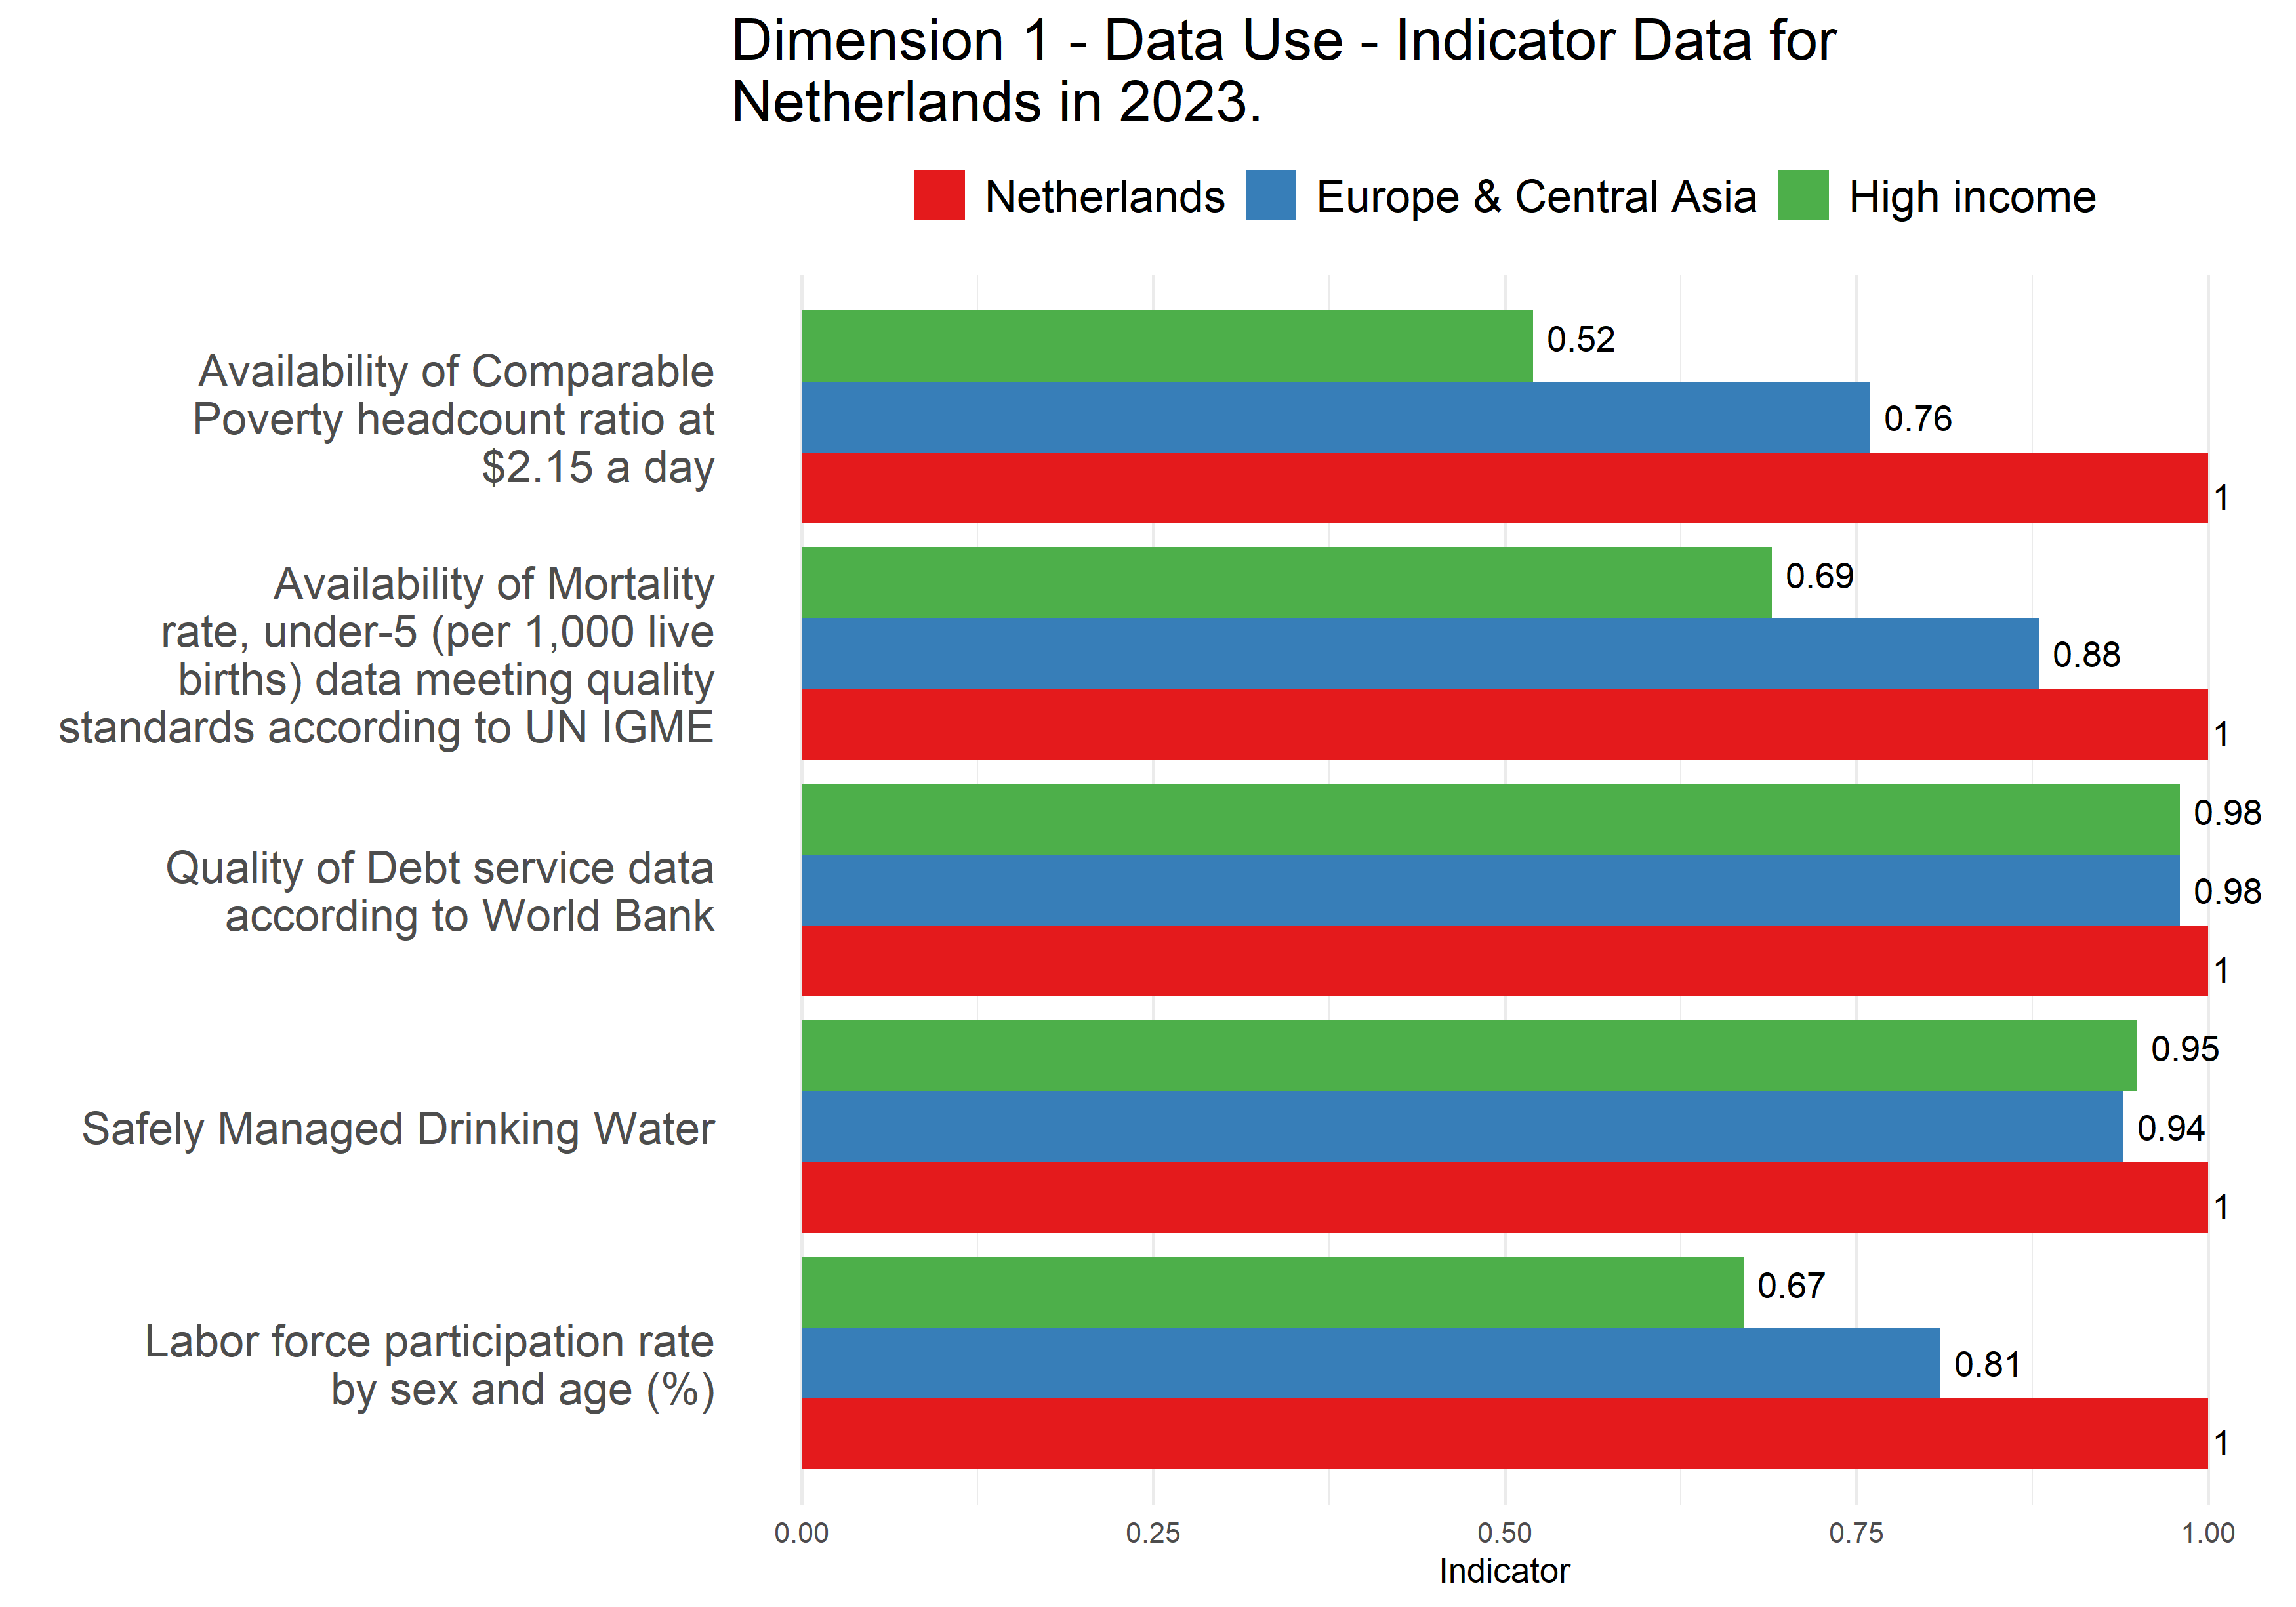 Dimension 1 - Data Use - Indicator Data for
Netherlands in 2023.
Netherlands
Europe & Central Asia
High income
Availability of Comparable
Poverty headcount ratio at
$2.15 a day
0.52
0.76
1
Availability of Mortality
rate, under-5 (per 1,000 live
births) data meeting quality
standards according to UN IGME
0.69
0.88
1
Quality of Debt service data
according to World Bank
0.98
0.98
1
Safely Managed Drinking Water
0.95
0.94
1
Labor force participation rate
by sex and age (%)
0.67
0.81
1
0.00
0.25
0.50
0.75
1.00
Indicator